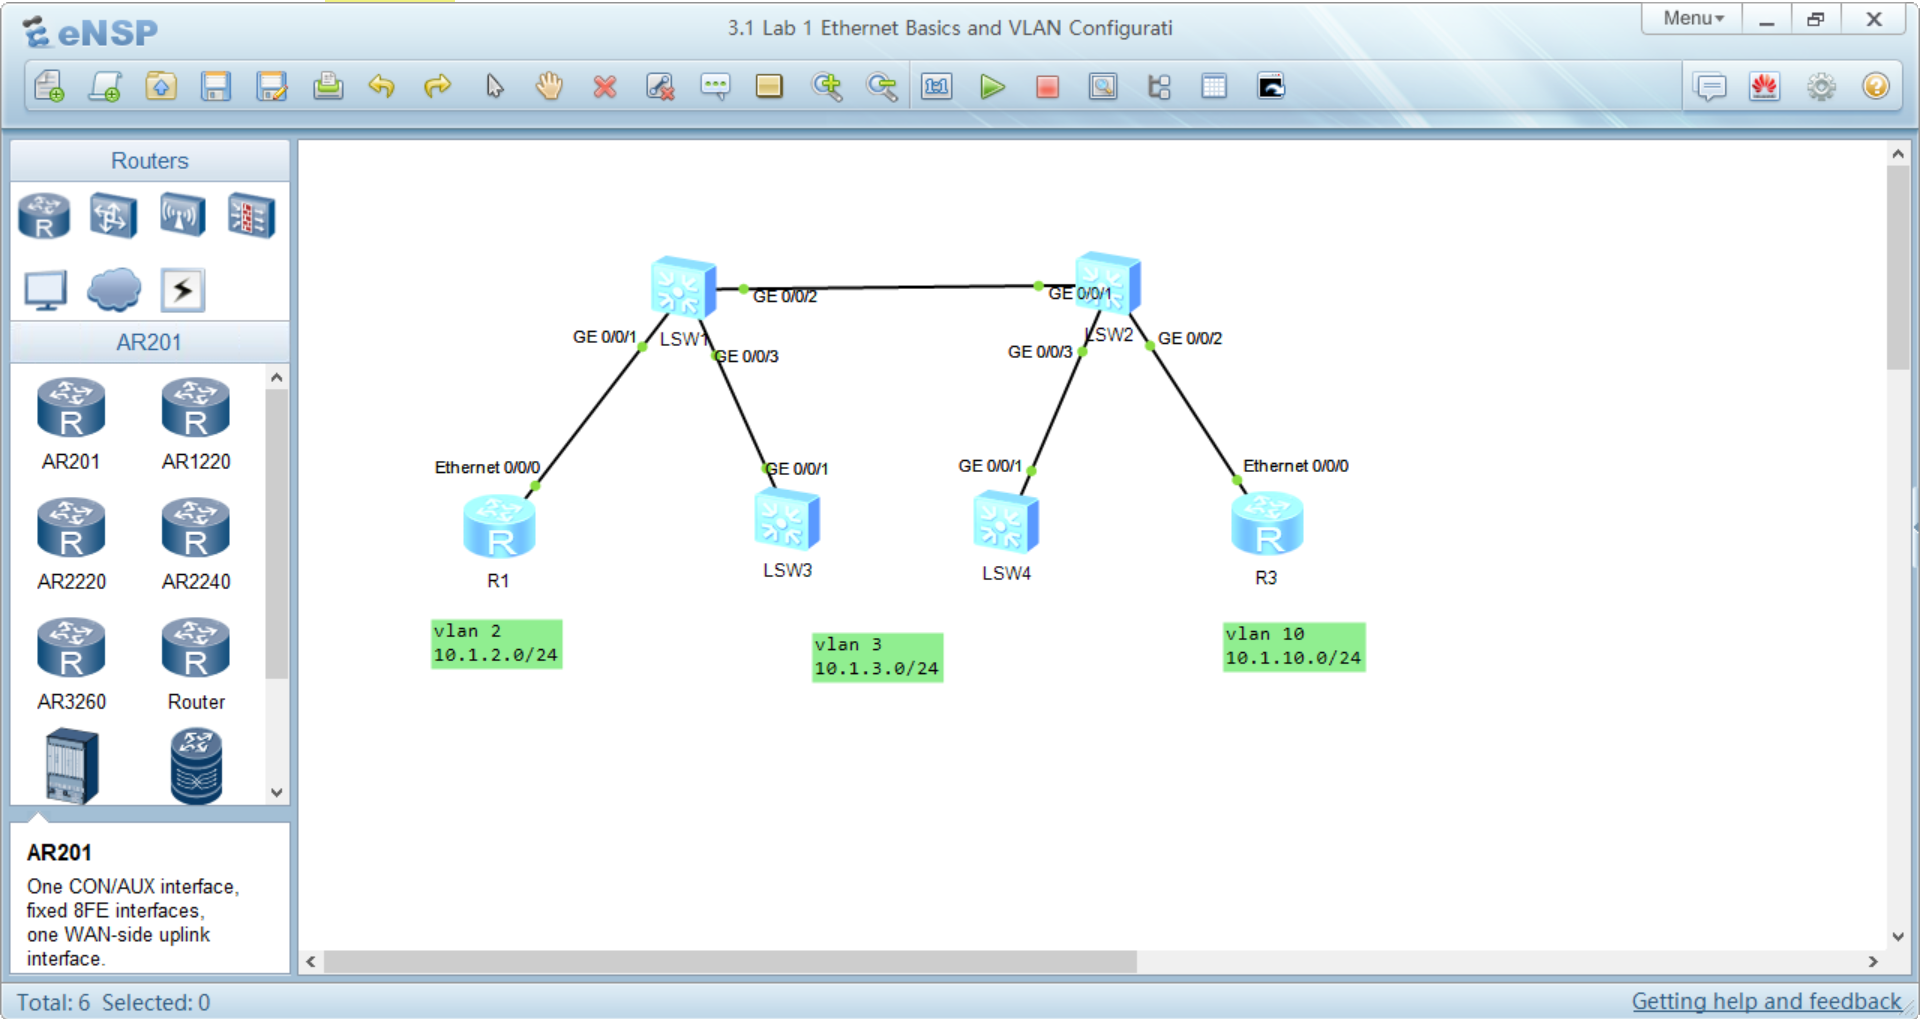 eNSP
3.1 Lab 1 Ethernet Basics and VLAN Configurati
Menu
1:1
Routers
R
AR201
R
AR201
R
AR1220
R
AR2220
R
AR2240
R
AR3260
R
Router
AR201
One CON/AUX interface,
fixed 8FE interfaces,
one WAN-side uplink
interface.
GE 0/0/2
GE 0/0/1
LSW1
LSW2
GE 0/0/1
GE 0/0/3
GE 0/0/3
GE 0/0/2
Ethernet 0/0/0
GE 0/0/1
GE 0/0/1
Ethernet 0/0/0
R
R
R1
LSW3
LSW4
R3
vlan 2
10.1.2.0/24
vlan 3
10.1.3.0/24
vlan 10
10.1.10.0/24
Total: 6 Selected: 0
Getting help and feedback